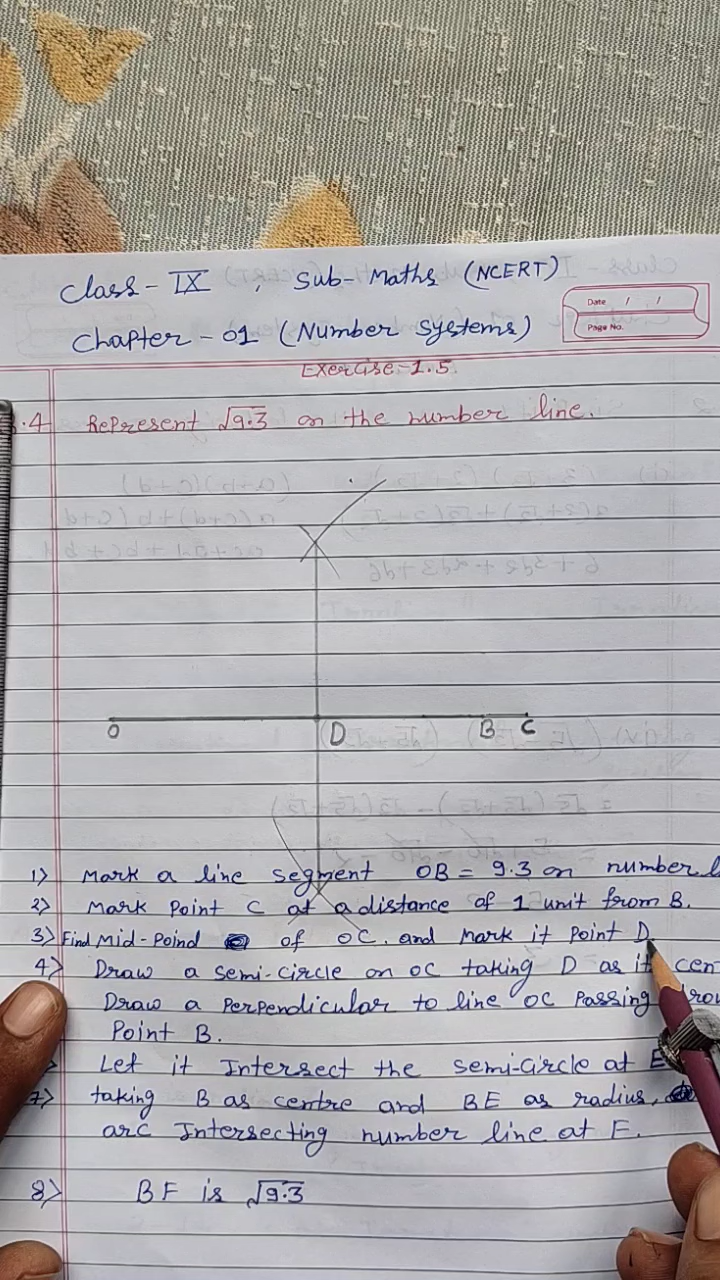 Class - IX , Sub- Maths (NCERT)
Chapter - 01 (Number Systems)
Date / /
Page No.
Exercise-1.5
.4 Represent √9.3 on the number line.
O D B C
1) Mark a line segment OB = 9.3 on number l
2) Mark Point C at a distance of 1 unit from B.
3) Find Mid-Poind of OC. and Mark it Point D
4) Draw a semi-circle on OC taking D as it cen
Draw a Perpendicular to line OC Passing rou
Point B.
Let it Intersect the semi-circle at E
7) taking B as centre and BE as radius,
arc Intersecting number line at F.
8) BF is √9.3